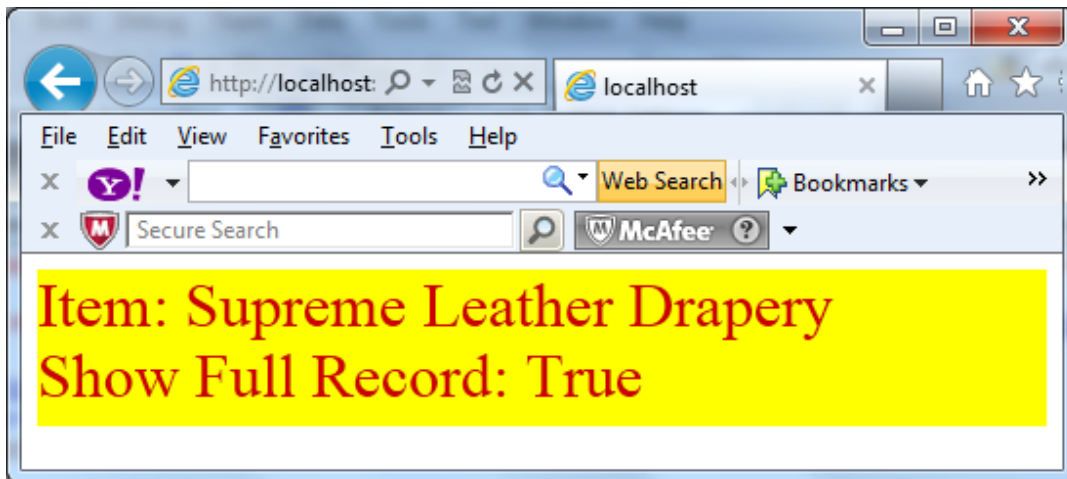 http://localhost:
localhost
File Edit View Favorites Tools Help
Y! Web Search Bookmarks
Secure Search McAfee
Item: Supreme Leather Drapery
Show Full Record: True